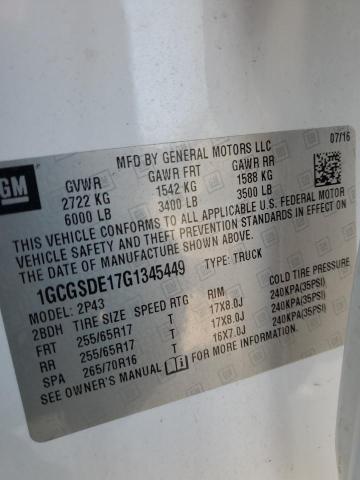 07/16
GM
MFD BY GENERAL MOTORS LLC
GVWR GAWR FRT GAWR RR
2722 KG 1542 KG 1588 KG
6000 LB 3400 LB 3500 LB
THIS VEHICLE CONFORMS TO ALL APPLICABLE U.S. FEDERAL MOTOR
VEHICLE SAFETY AND THEFT PREVENTION STANDARDS IN EFFECT ON
THE DATE OF MANUFACTURE SHOWN ABOVE.
1GCGSDE17G1345449 TYPE: TRUCK
MODEL: 2P43
2BDH TIRE SIZE SPEED RTG RIM COLD TIRE PRESSURE
FRT 255/65R17 T 17X8.0J 240KPA(35PSI)
RR 255/65R17 T 17X8.0J 240KPA(35PSI)
SPA 265/70R16 T 16X7.0J 240KPA(35PSI)
SEE OWNER'S MANUAL FOR MORE INFORMATION.